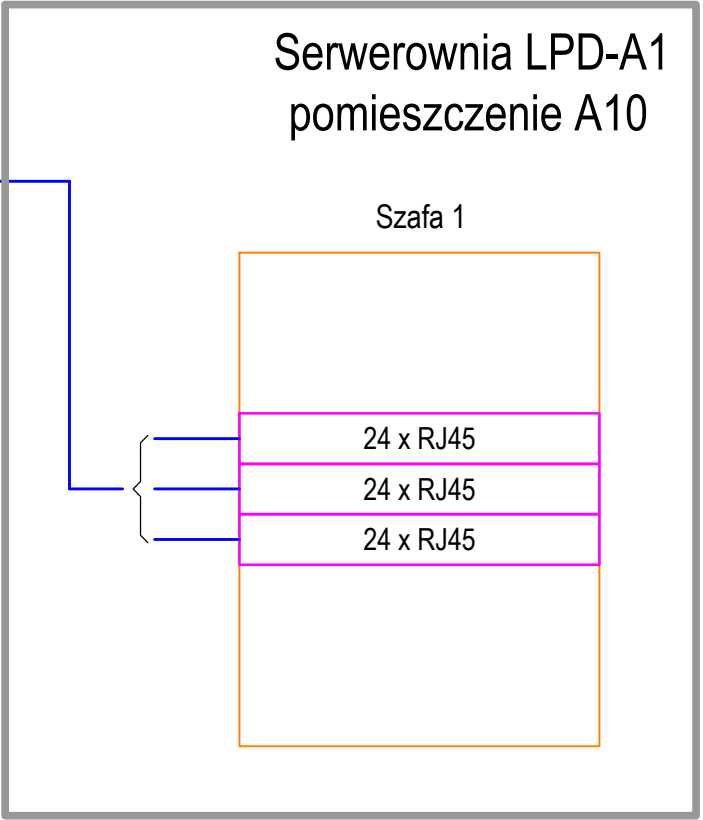 Serwerownia LPD-A1
pomieszczenie A10
Szafa 1
24 x RJ45
24 x RJ45
24 x RJ45